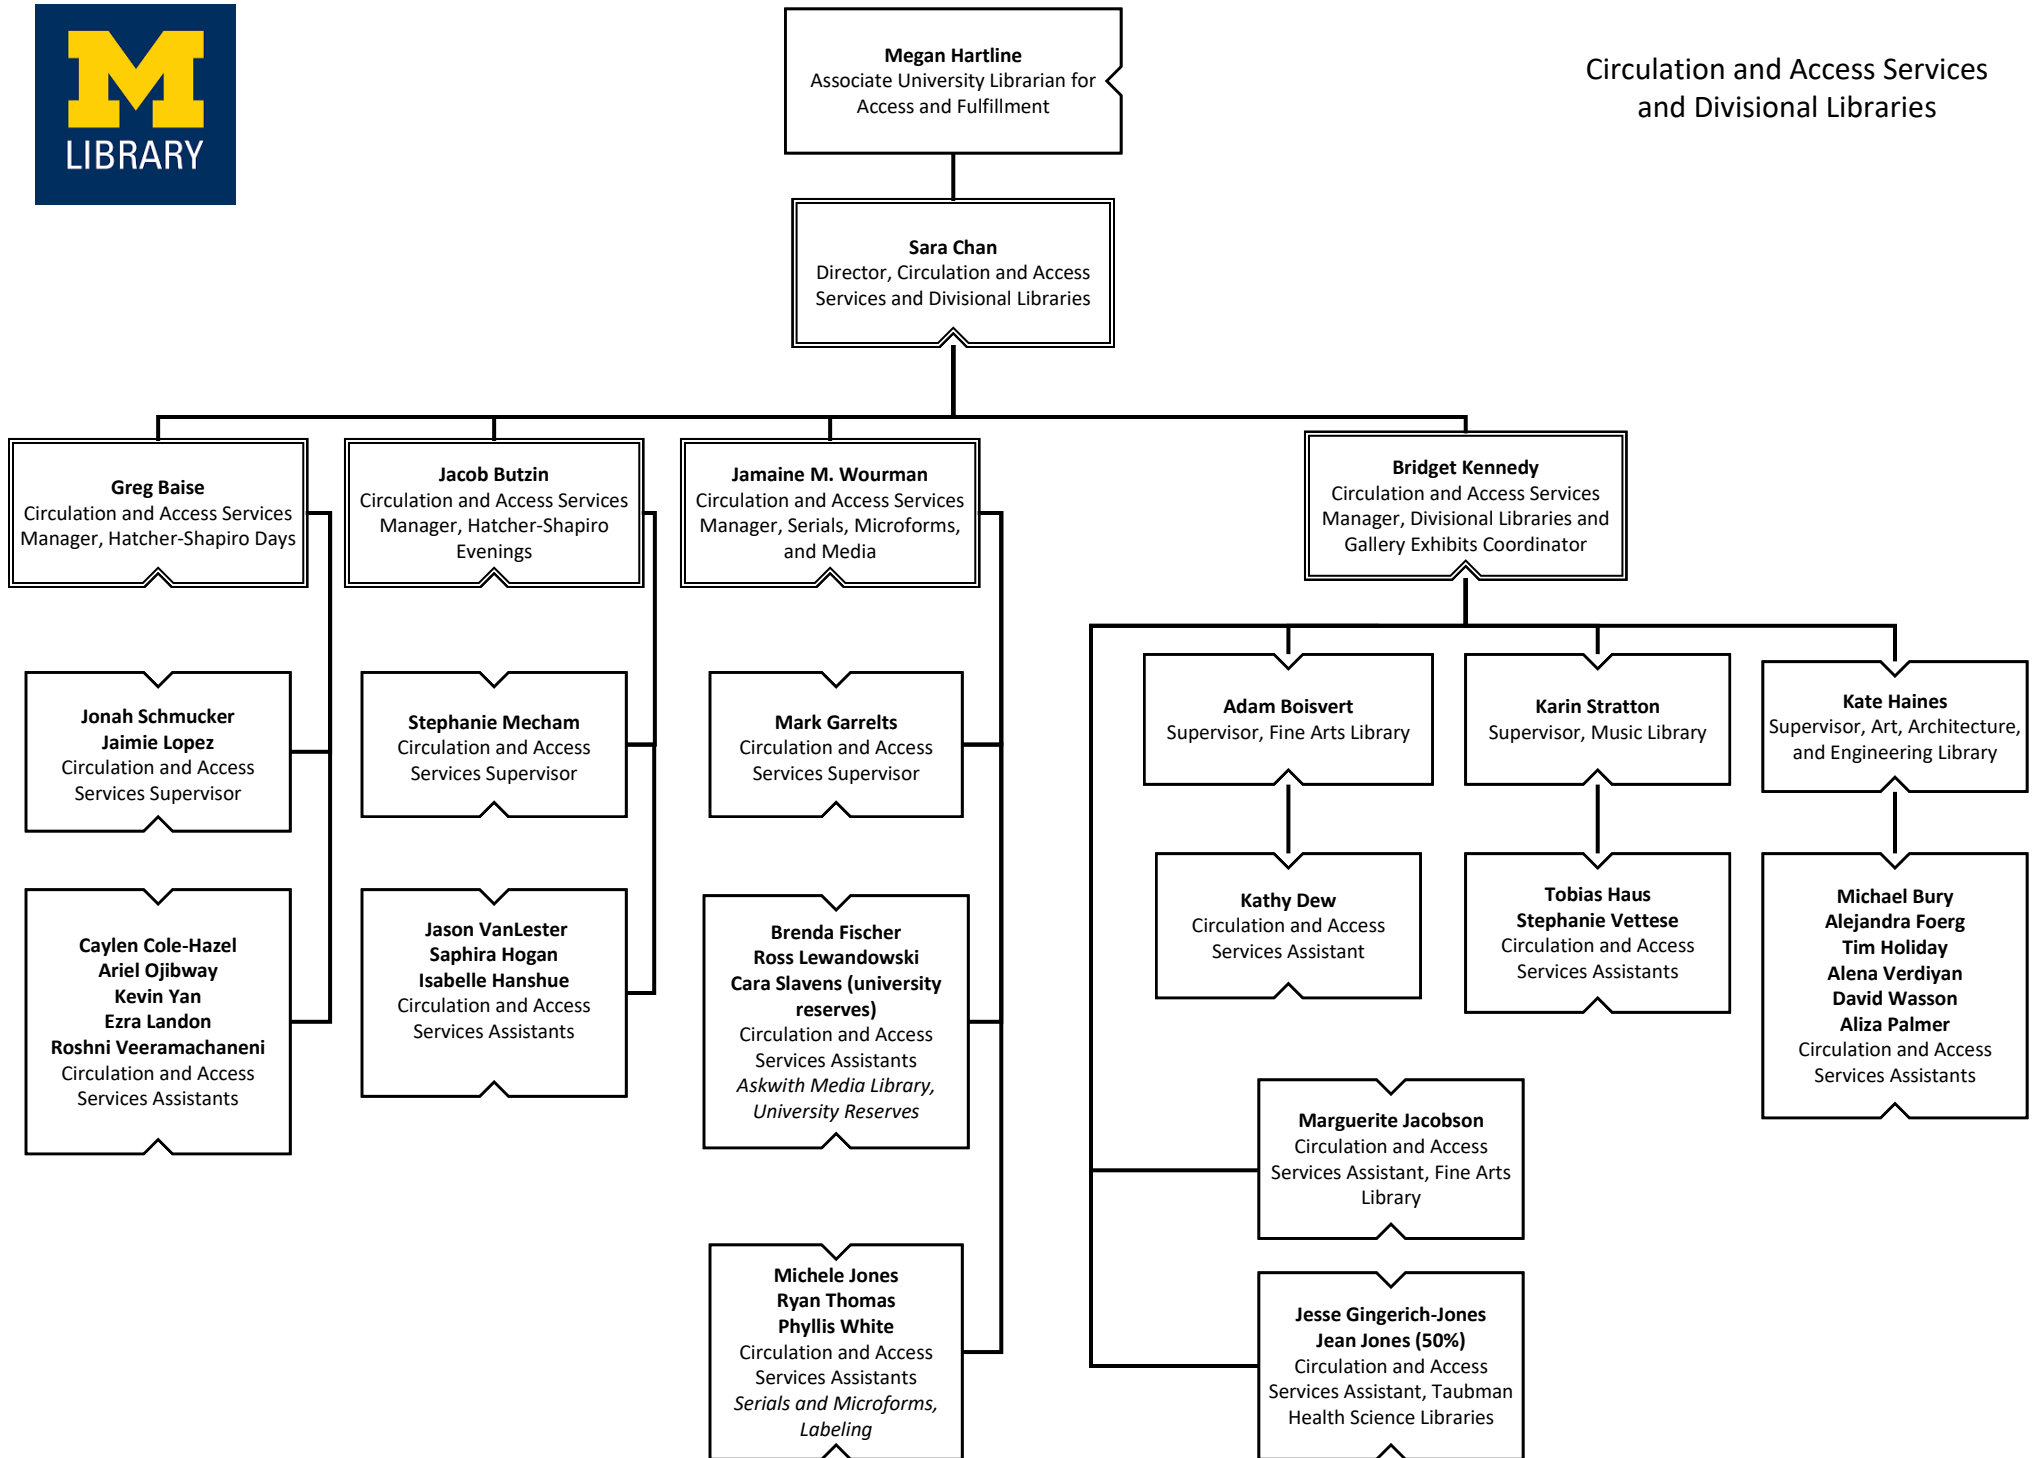 M
LIBRARY
Circulation and Access Services
and Divisional Libraries
Megan Hartline
Associate University Librarian for
Access and Fulfillment
Sara Chan
Director, Circulation and Access
Services and Divisional Libraries
Greg Baise
Circulation and Access Services
Manager, Hatcher-Shapiro Days
Jacob Butzin
Circulation and Access Services
Manager, Hatcher-Shapiro
Evenings
Jamaine M. Wourman
Circulation and Access Services
Manager, Serials, Microforms,
and Media
Bridget Kennedy
Circulation and Access Services
Manager, Divisional Libraries and
Gallery Exhibits Coordinator
Jonah Schmucker
Jaimie Lopez
Circulation and Access
Services Supervisor
Stephanie Mecham
Circulation and Access
Services Supervisor
Mark Garrelts
Circulation and Access
Services Supervisor
Adam Boisvert
Supervisor, Fine Arts Library
Karin Stratton
Supervisor, Music Library
Kate Haines
Supervisor, Art, Architecture,
and Engineering Library
Caylen Cole-Hazel
Ariel Ojibway
Kevin Yan
Ezra Landon
Roshni Veeramachaneni
Circulation and Access
Services Assistants
Jason VanLester
Saphira Hogan
Isabelle Hanshue
Circulation and Access
Services Assistants
Brenda Fischer
Ross Lewandowski
Cara Slavens (university
reserves)
Circulation and Access
Services Assistants
Askwith Media Library,
University Reserves
Kathy Dew
Circulation and Access
Services Assistant
Tobias Haus
Stephanie Vettese
Circulation and Access
Services Assistants
Michael Bury
Alejandra Foerg
Tim Holiday
Alena Verdiyan
David Wasson
Aliza Palmer
Circulation and Access
Services Assistants
Marguerite Jacobson
Circulation and Access
Services Assistant, Fine Arts
Library
Michele Jones
Ryan Thomas
Phyllis White
Circulation and Access
Services Assistants
Serials and Microforms,
Labeling
Jesse Gingerich-Jones
Jean Jones (50%)
Circulation and Access
Services Assistant, Taubman
Health Science Libraries